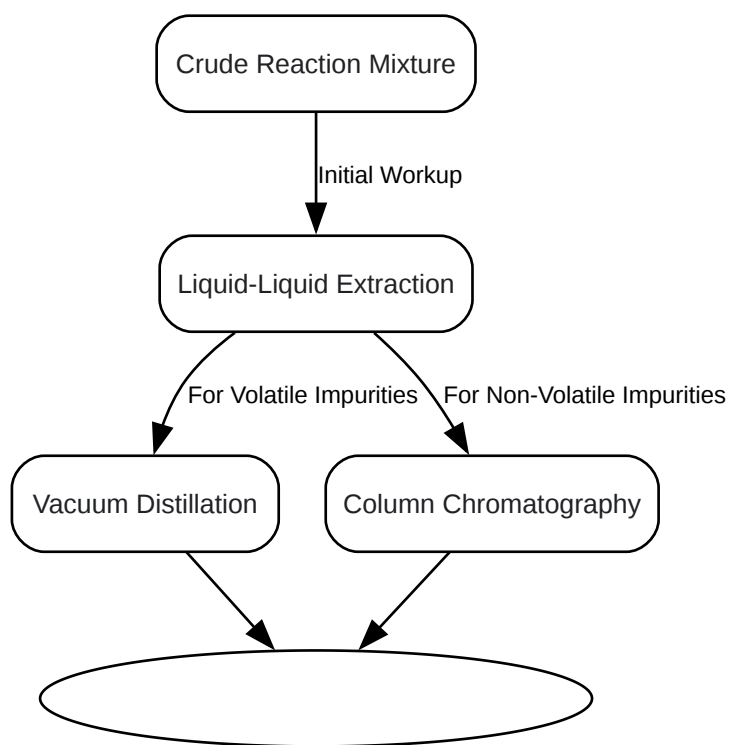 Crude Reaction Mixture
Initial Workup
Liquid-Liquid Extraction
For Volatile Impurities
For Non-Volatile Impurities
Vacuum Distillation
Column Chromatography